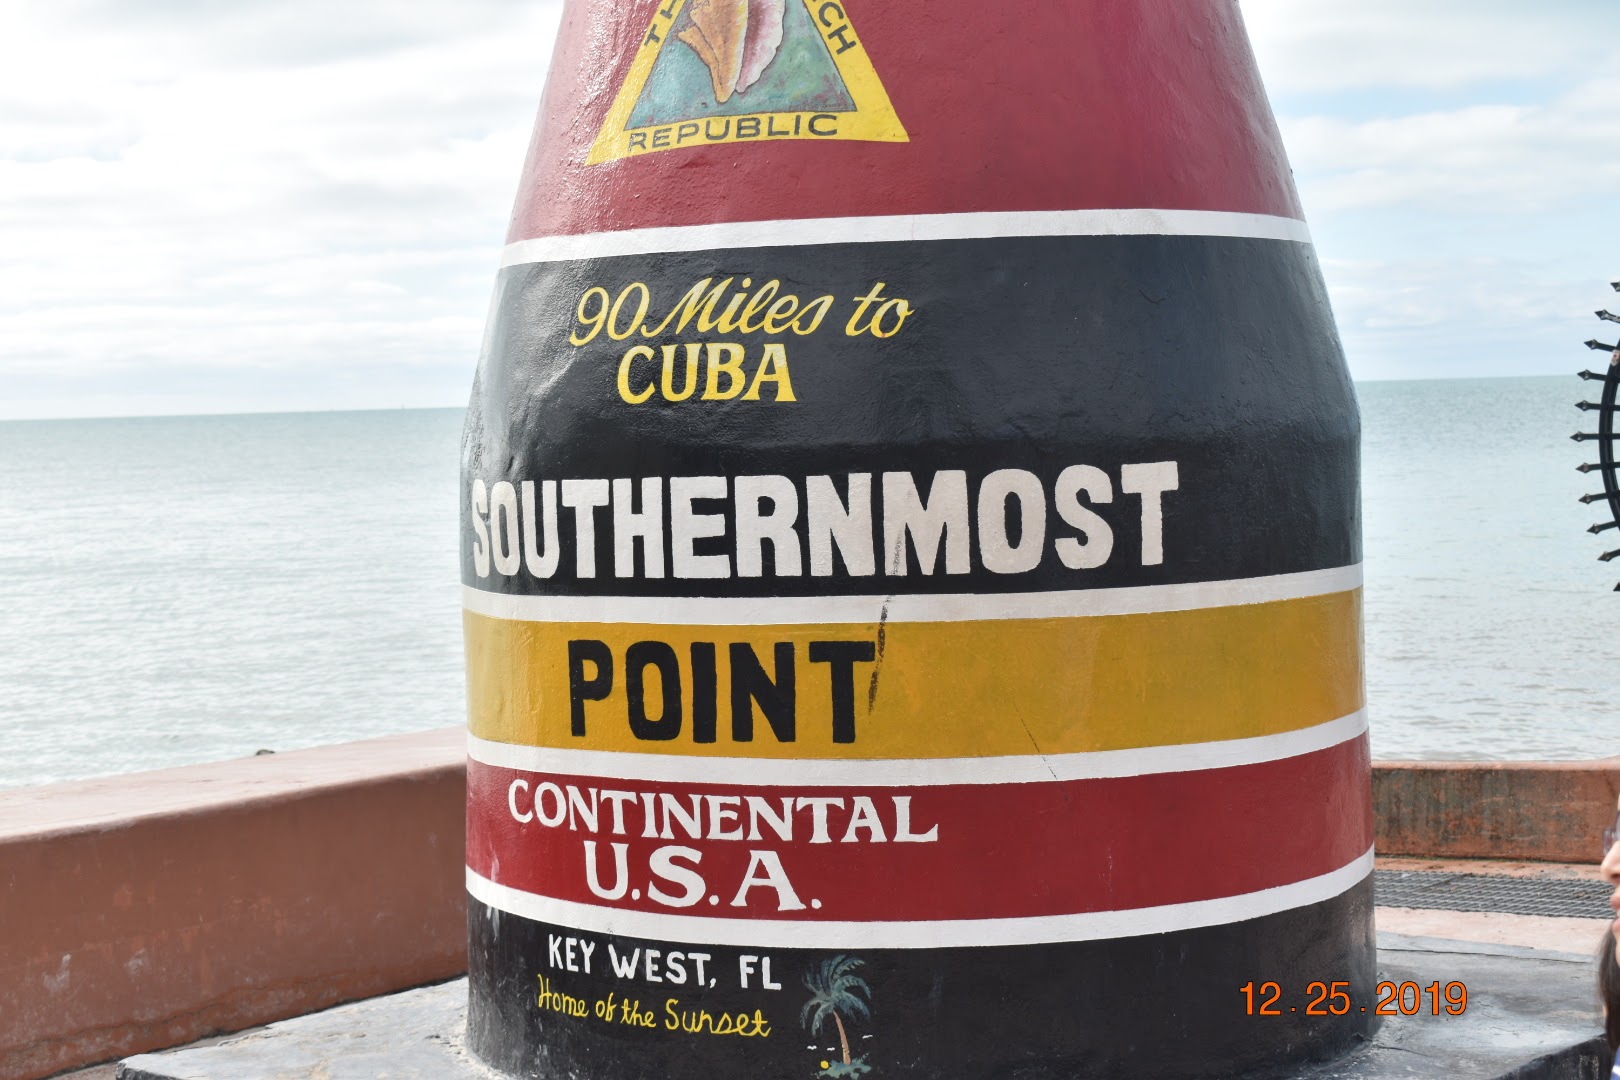 REPUBLIC
90 Miles to
CUBA
SOUTHERNMOST
POINT
CONTINENTAL
U.S.A.
KEY WEST, FL
Home of the Sunset
12.25.2019